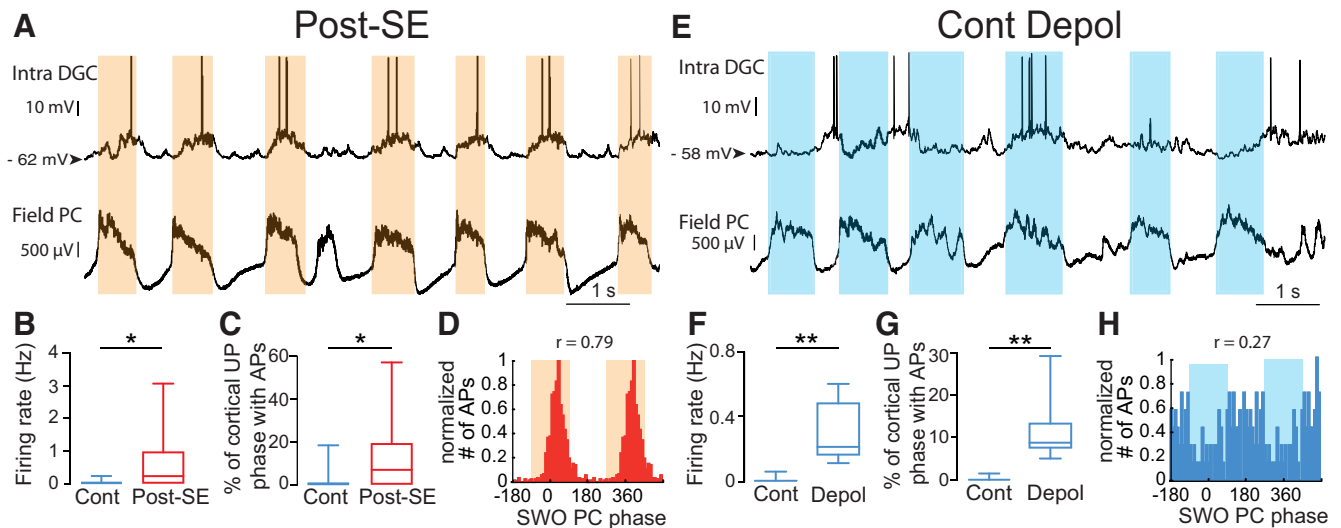 A
Post-SE
Intra DGC
10 mV
- 62 mV
Field PC
500 µV
1 s
E
Cont Depol
Intra DGC
10 mV
- 58 mV
Field PC
500 µV
1 s
B
*
Firing rate (Hz)
4
3
2
1
0
Cont Post-SE
C
*
% of cortical UP
phase with APs
60
40
20
0
Cont Post-SE
D
r = 0.79
normalized
# of APs
1
0.8
0.6
0.4
0.2
0
-180 0 180 360
SWO PC phase
F
**
Firing rate (Hz)
0.8
0.4
0
Cont Depol
G
**
% of cortical UP
phase with APs
30
20
10
0
Cont Depol
H
r = 0.27
normalized
# of APs
1
0.8
0.6
0.4
0.2
0
-180 0 180 360
SWO PC phase